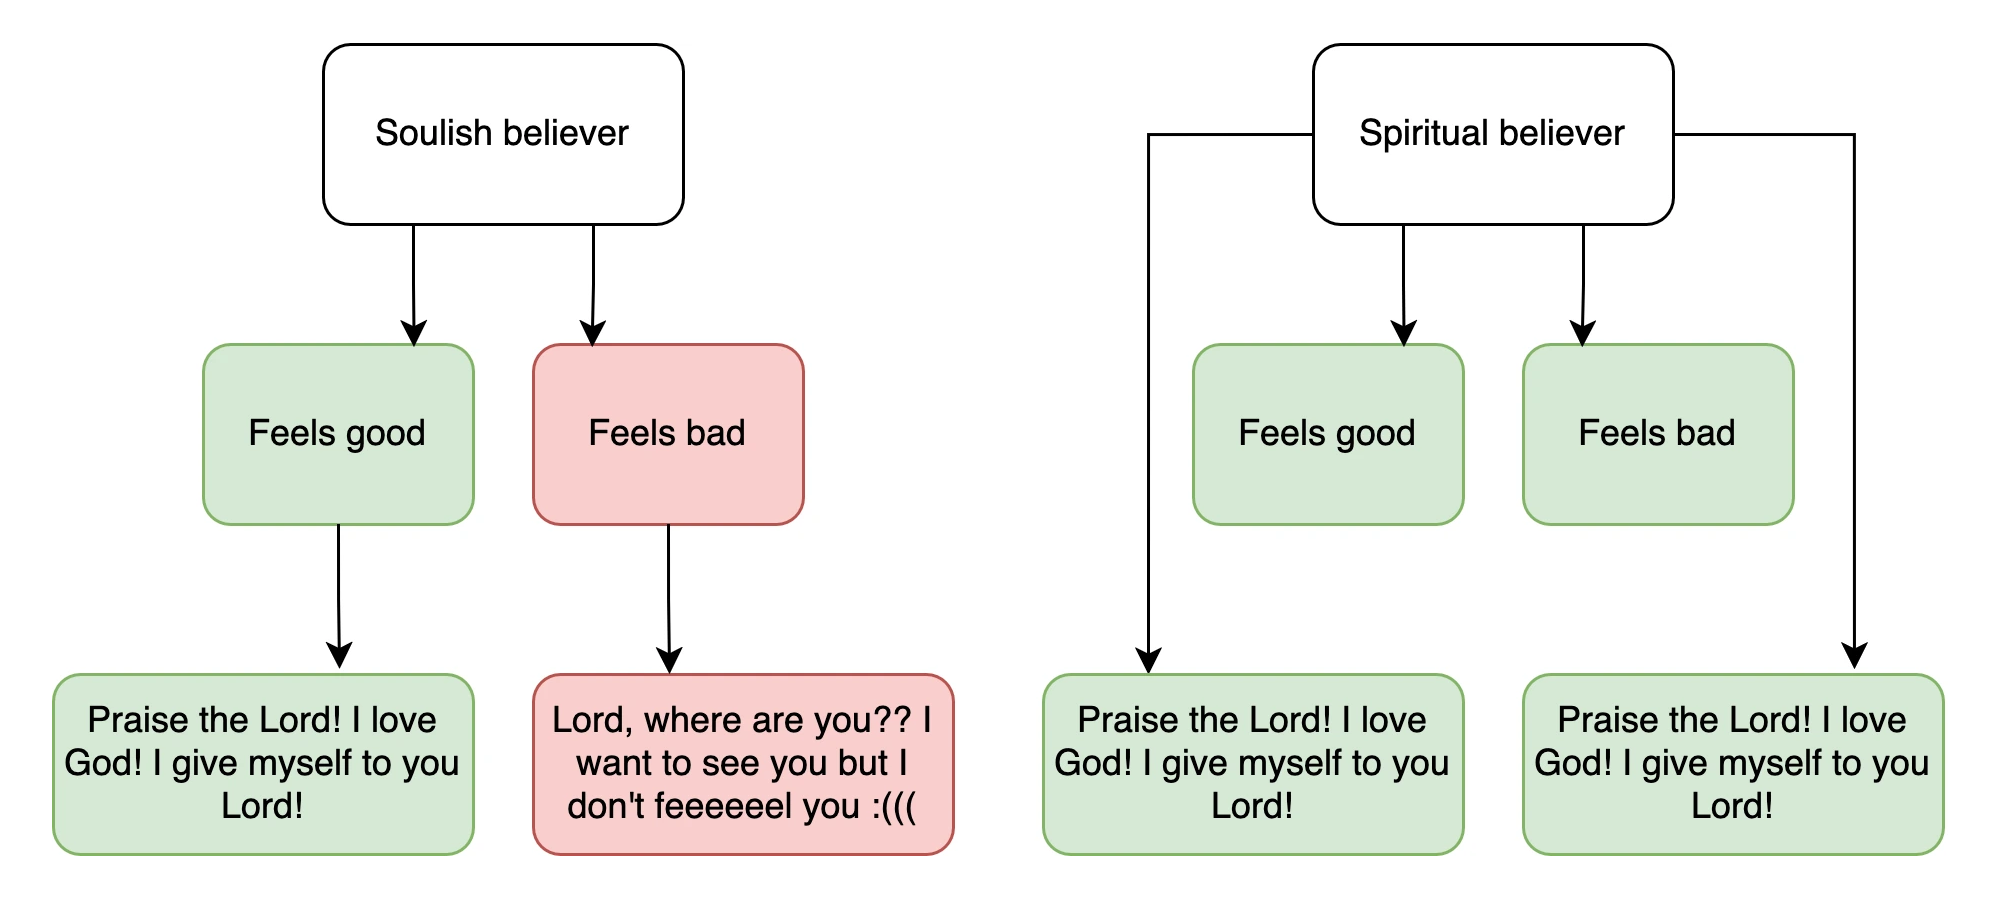 Soulish believer
Spiritual believer
Feels good
Feels bad
Feels good
Feels bad
Praise the Lord! I love
God! I give myself to you
Lord!
Lord, where are you?? I
want to see you but I
don't feeeeeel you :(((
Praise the Lord! I love
God! I give myself to you
Lord!
Praise the Lord! I love
God! I give myself to you
Lord!